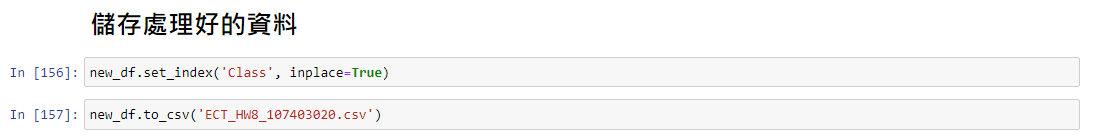 儲存處理好的資料
In [156]: new_df.set_index('Class', inplace=True)
In [157]: new_df.to_csv('ECT_HW8_107403020.csv')